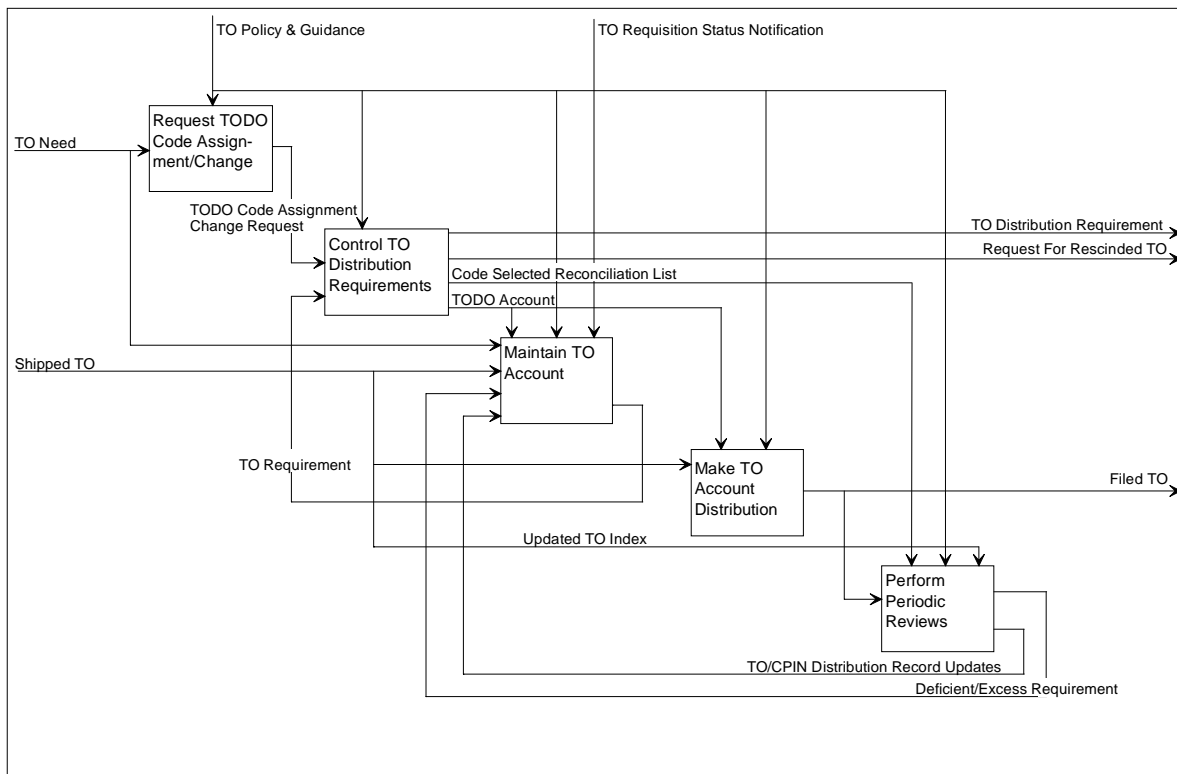 TO Policy & Guidance
TO Requisition Status Notification
Request TODO
Code Assign-
ment/Change
TO Need
TODO Code Assignment
Change Request
Control TO
Distribution
Requirements
TO Distribution Requirement
Request For Rescinded TO
Code Selected Reconciliation List
TODO Account
Maintain TO
Account
Shipped TO
TO Requirement
Make TO
Account
Distribution
Filed TO
Updated TO Index
Perform
Periodic
Reviews
TO/CPIN Distribution Record Updates
Deficient/Excess Requirement